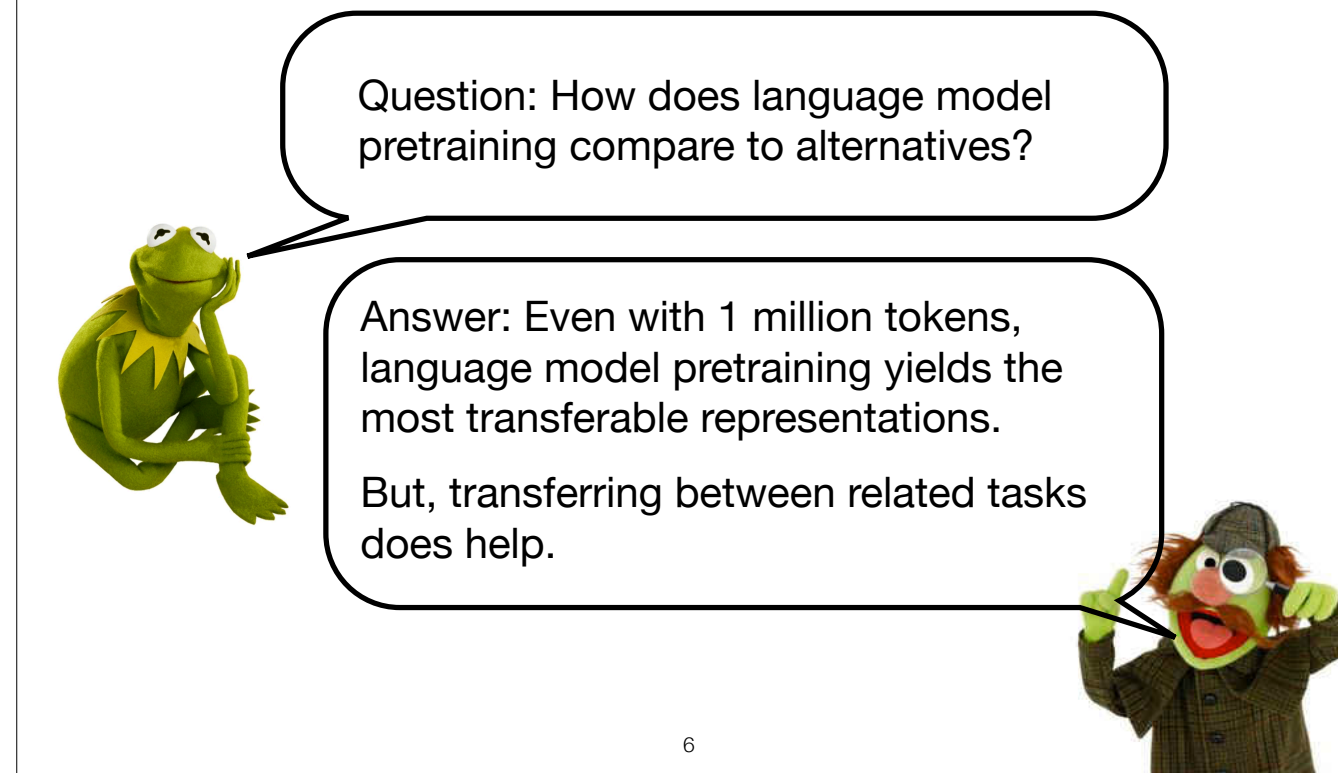 Question: How does language model
pretraining compare to alternatives?
Answer: Even with 1 million tokens,
language model pretraining yields the
most transferable representations.
But, transferring between related tasks
does help.
6